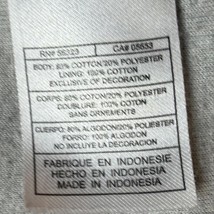 RN# 56323 CA# 05553
BODY: 80% COTTON/20% POLYESTER
LINING: 100% COTTON
EXCLUSIVE OF DECORATION
CORPS: 80% COTON/20% POLYESTER
DOUBLURE: 100% COTON
SANS ORNEMENTS
CUERPO: 80% ALGODON/20% POLIESTER
FORRO: 100% ALGODON
NO INCLUYE LA DECORACIÓN
FABRIQUE EN INDONESIE
HECHO EN INDONESIA
MADE IN INDONESIA